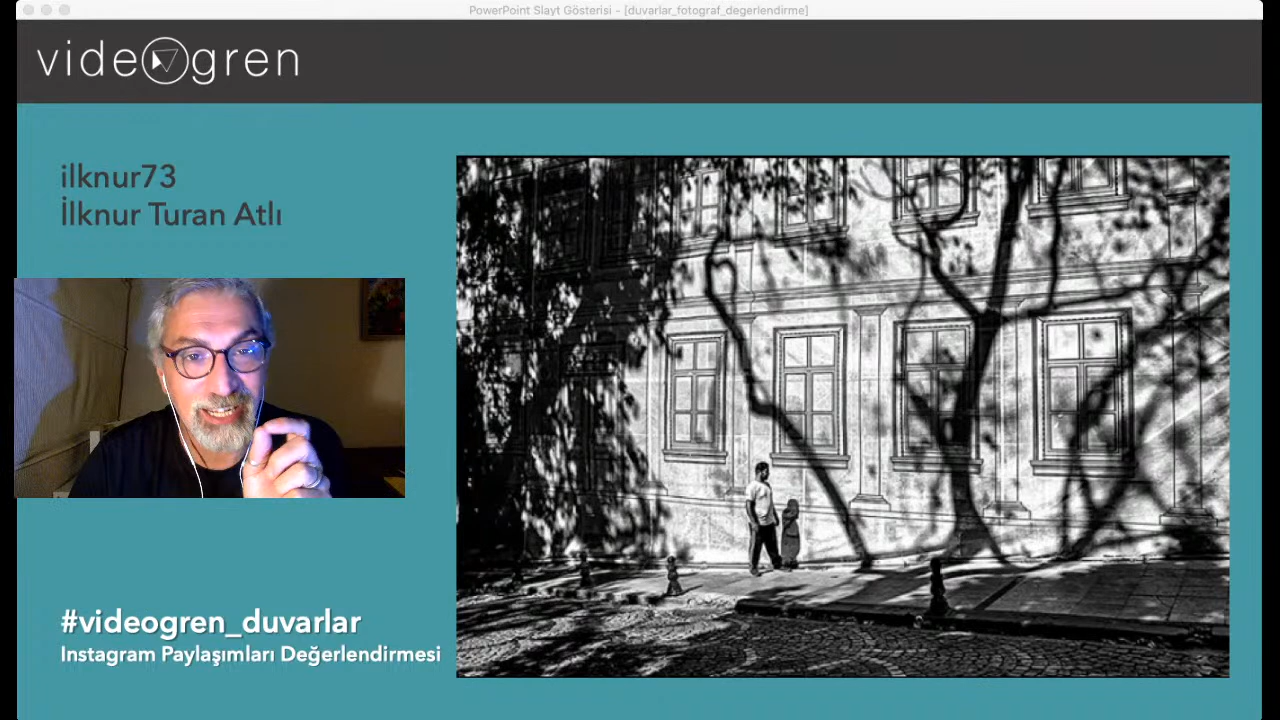 PowerPoint Slayt Gösterisi - [duvarlar_fotograf_degerlendirme]
videogren
ilknur73
İlknur Turan Atlı
#videogren_duvarlar
Instagram Paylaşımları Değerlendirmesi